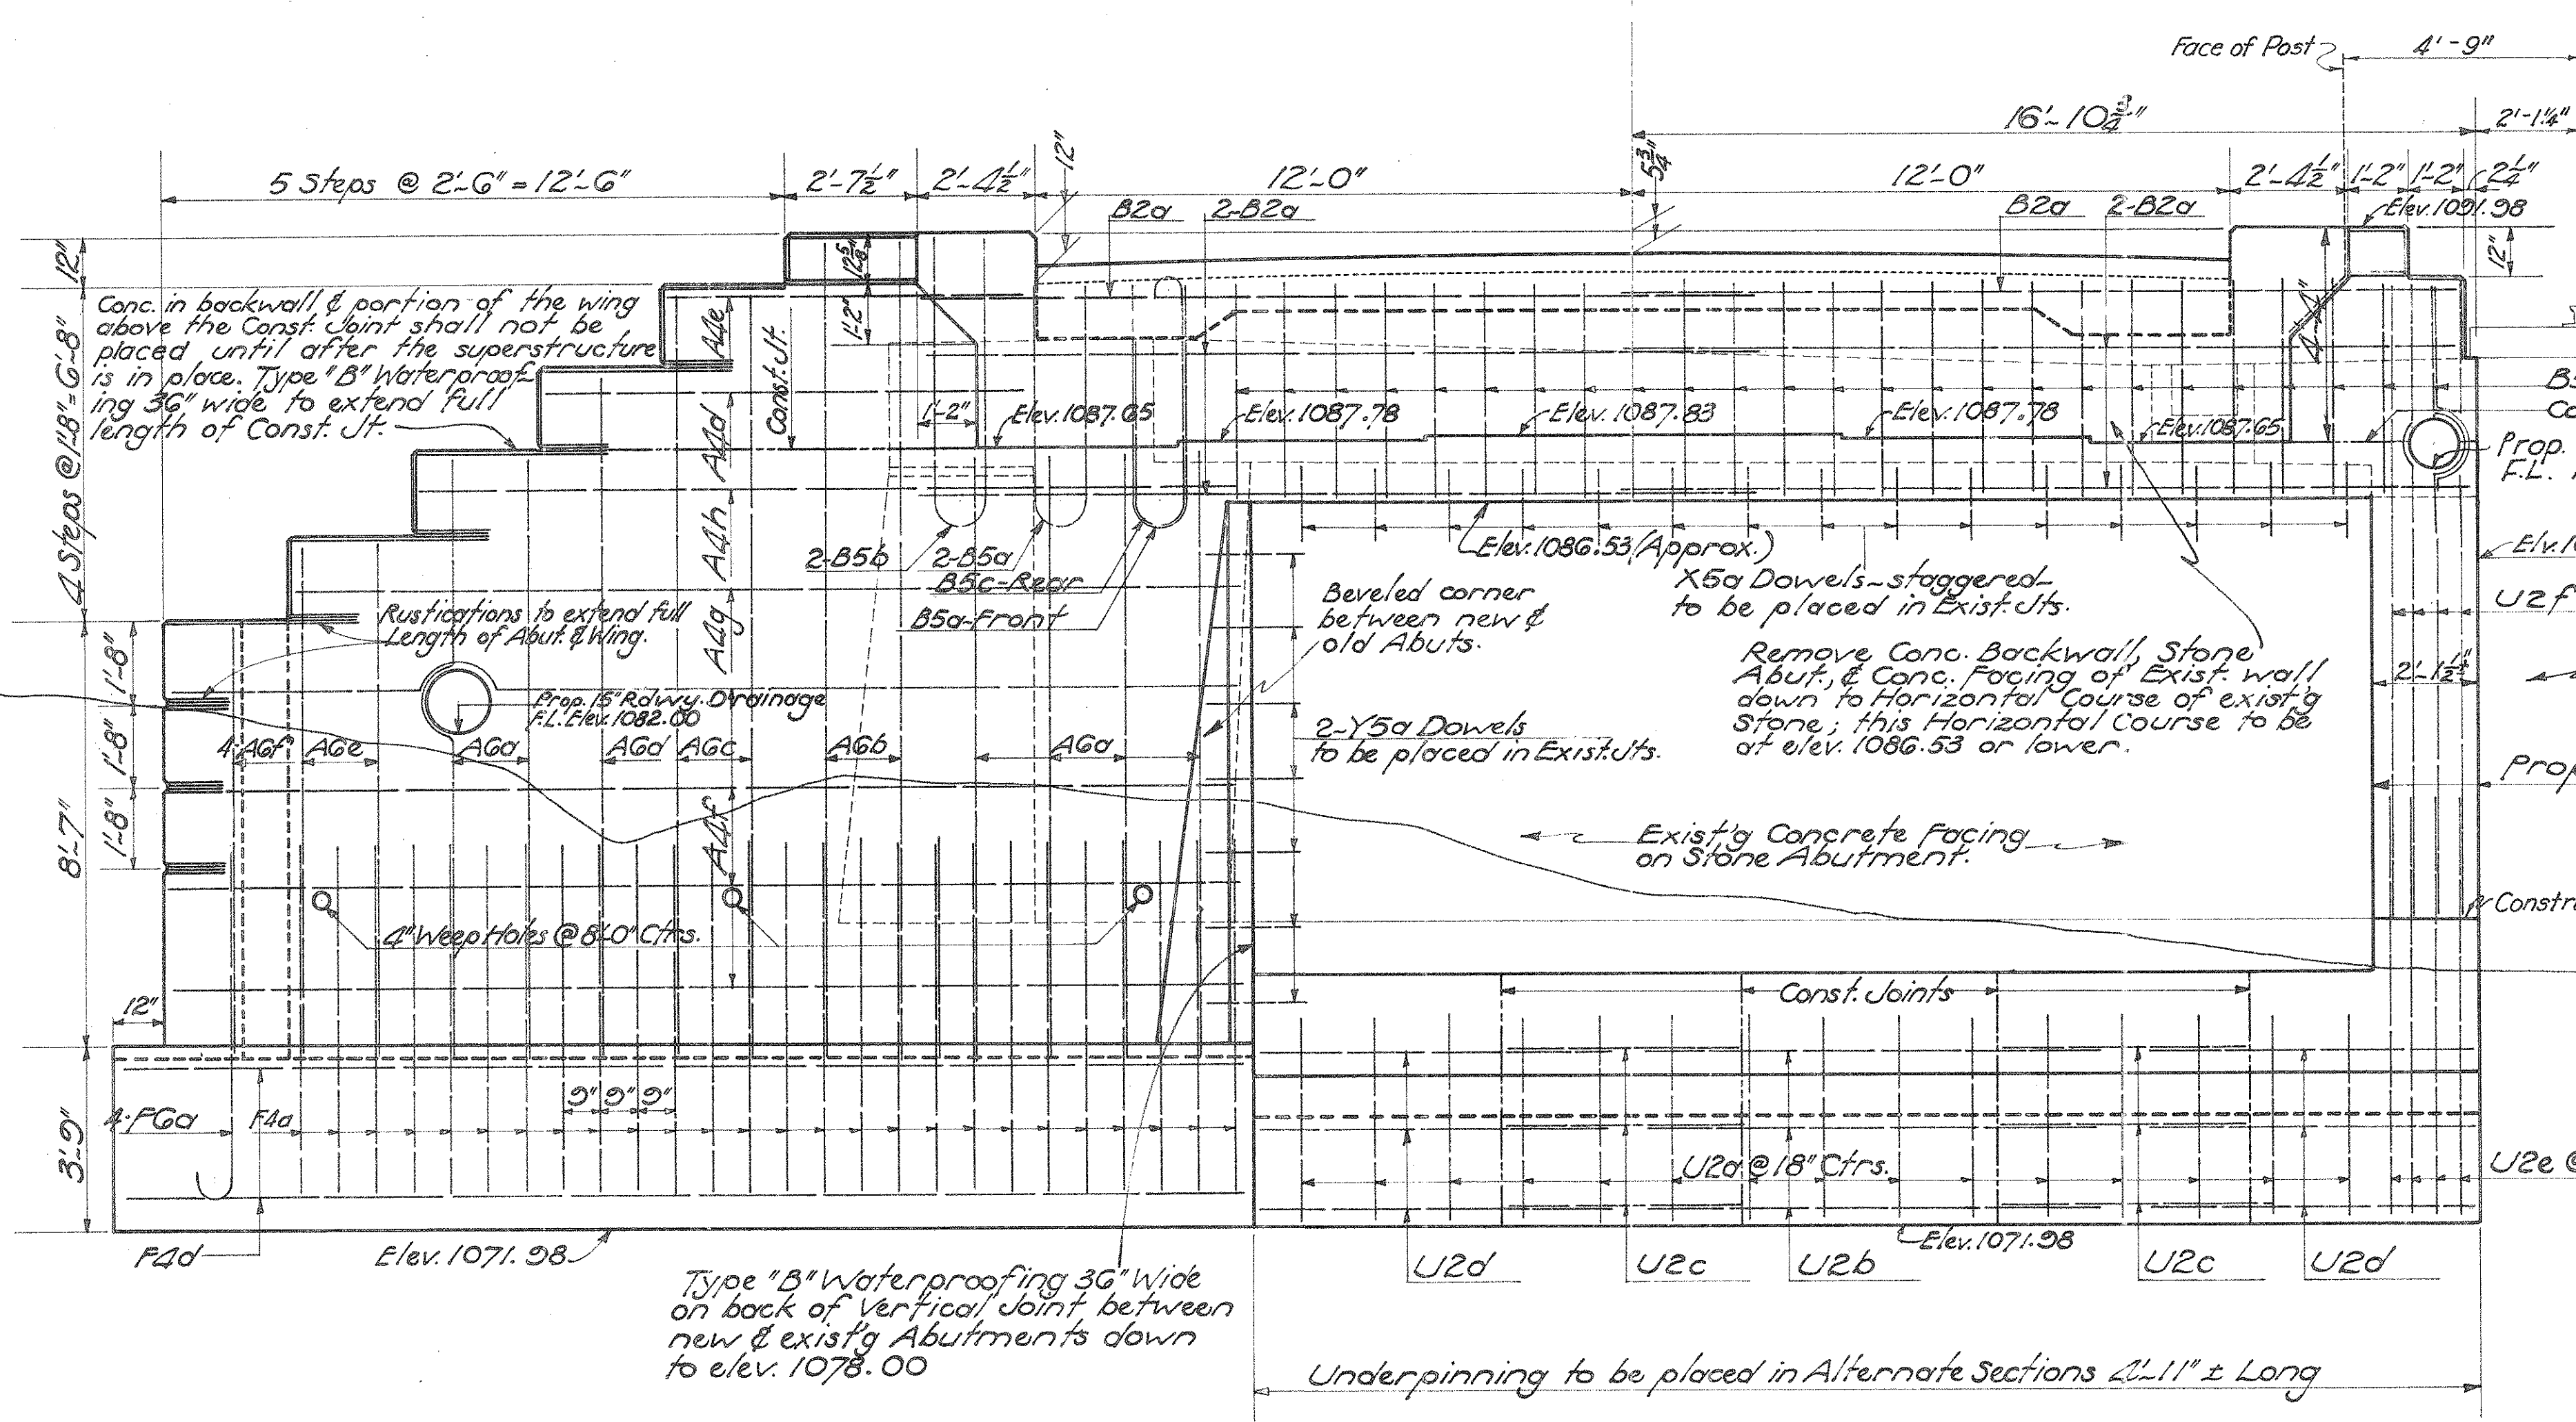 Face of Post
4'-9"
16'~10 3/4"
2'-1 1/4"
5 Steps @ 2'~6" = 12'~6"
2'~7 1/2"
2'~4 1/2"
12"
12'~0"
5 3/4"
12'~0"
2'~4 1/2"
1'-2"
1'-2"
2 1/4"
B2a
2-B2a
B2a
2-B2a
Elev. 1091.98
12"
12 5/8"
12"
1'-2"
4'-4"
Conc. in backwall & portion of the wing
above the Const. Joint shall not be
placed until after the superstructure
is in place. Type "B" Waterproof-
ing 36" wide to extend full
length of Const. Jt.
4 Steps @ 1'-8" = 6'-8"
A4e
Const. Jt.
A4d
1'-2"
Elev. 1087.65
Elev. 1087.78
Elev. 1087.83
Elev. 1087.78
Elev. 1087.65
Prop.
F.L.
A4h
2-B5b
2-B5a
B5c-Rear
B5a-Front
Elev. 1086.53 (Approx.)
X5a Dowels~staggered~
to be placed in Exist. Jts.
U2f
Rustications to extend full
Length of Abut. & Wing.
A4g
Beveled corner
between new &
old Abuts.
Remove Conc. Backwall, Stone
Abut., & Conc. Facing of Exist. wall
down to Horizontal Course of exist'g
Stone; this Horizontal Course to be
at elev. 1086.53 or lower.
2'-1 1/2"
1'-8"
1'-8"
1'-8"
8'-7"
Prop. 15" Rdwy. Drainage
F.L. Elev. 1082.00
2-Y5a Dowels
to be placed in Exist. Jts.
4-A6f
A6e
A6a
A6d
A6c
A6b
A6a
Prop
A4f
Exist'g Concrete Facing
on Stone Abutment.
4" Weep Holes @ 8'-0" Ctrs.
Constr
12"
Const. Joints
3'-9"
4-F6a
F4a
9"
9"
9"
U2a @ 18" Ctrs.
U2e @
F4d
Elev. 1071.98
Elev. 1071.98
U2d
U2c
U2b
U2c
U2d
Type "B" Waterproofing 36" Wide
on back of Vertical Joint between
new & exist'g Abutments down
to elev. 1078.00
Underpinning to be placed in Alternate Sections 4'-11" ± Long